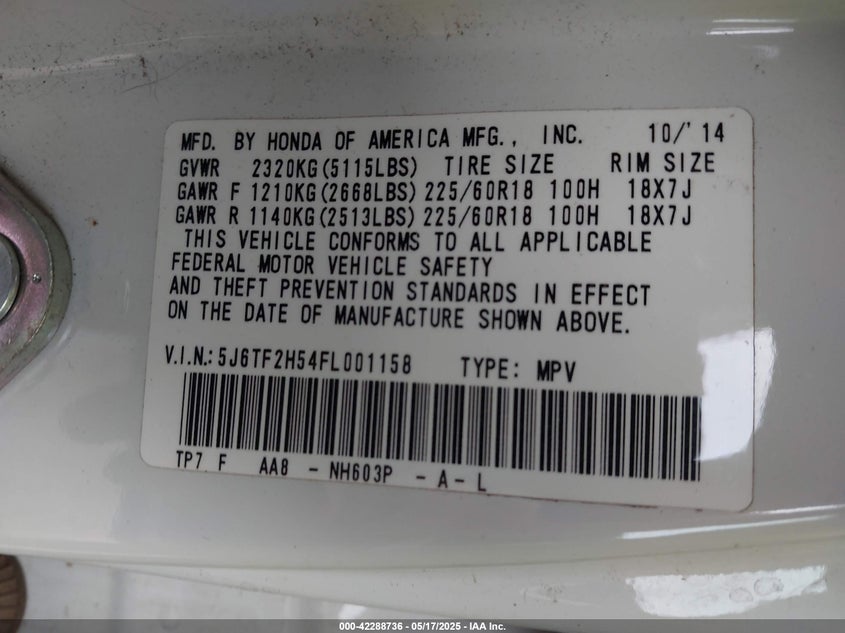 MFD. BY HONDA OF AMERICA MFG., INC. 10/'14
GVWR 2320KG(5115LBS) TIRE SIZE RIM SIZE
GAWR F 1210KG(2668LBS) 225/60R18 100H 18X7J
GAWR R 1140KG(2513LBS) 225/60R18 100H 18X7J
THIS VEHICLE CONFORMS TO ALL APPLICABLE
FEDERAL MOTOR VEHICLE SAFETY
AND THEFT PREVENTION STANDARDS IN EFFECT
ON THE DATE OF MANUFACTURE SHOWN ABOVE.
V.I.N.: 5J6TF2H54FL001158 TYPE: MPV
TP7 F AA8 - NH603P - A - L
000-42288736 - 05/17/2025 - IAA Inc.